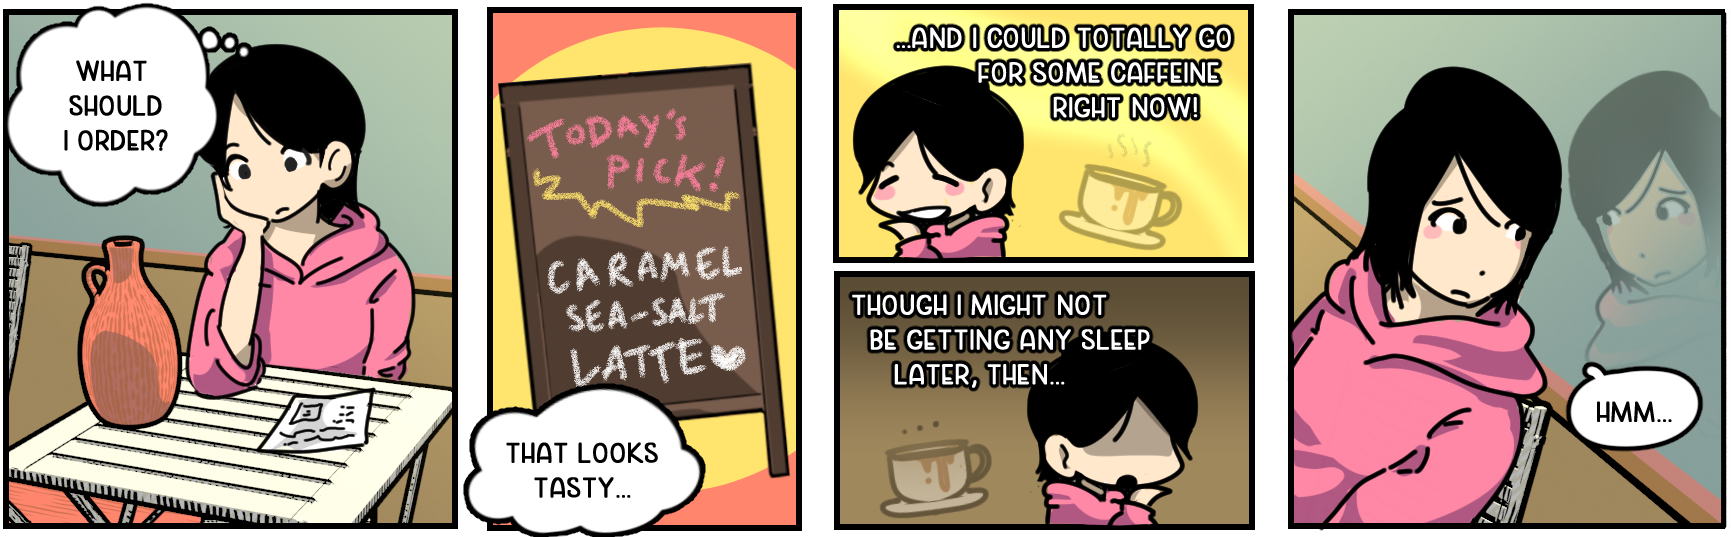 WHAT
SHOULD
I ORDER?
TODAY'S
PICK!
CARAMEL
SEA-SALT
LATTE
THAT LOOKS
TASTY...
...AND I COULD TOTALLY GO
FOR SOME CAFFEINE
RIGHT NOW!
THOUGH I MIGHT NOT
BE GETTING ANY SLEEP
LATER, THEN...
HMM...